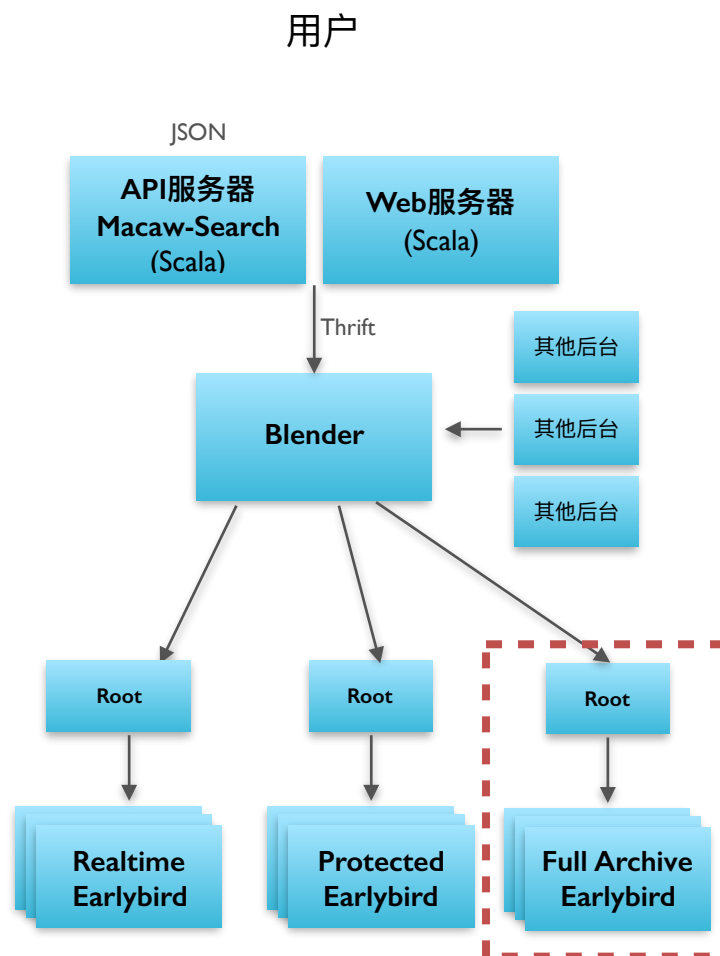 用户
JSON
API服务器
Macaw-Search
(Scala)
Web服务器
(Scala)
Thrift
其他后台
Blender
其他后台
其他后台
Root
Root
Root
Realtime
Earlybird
Protected
Earlybird
Full Archive
Earlybird